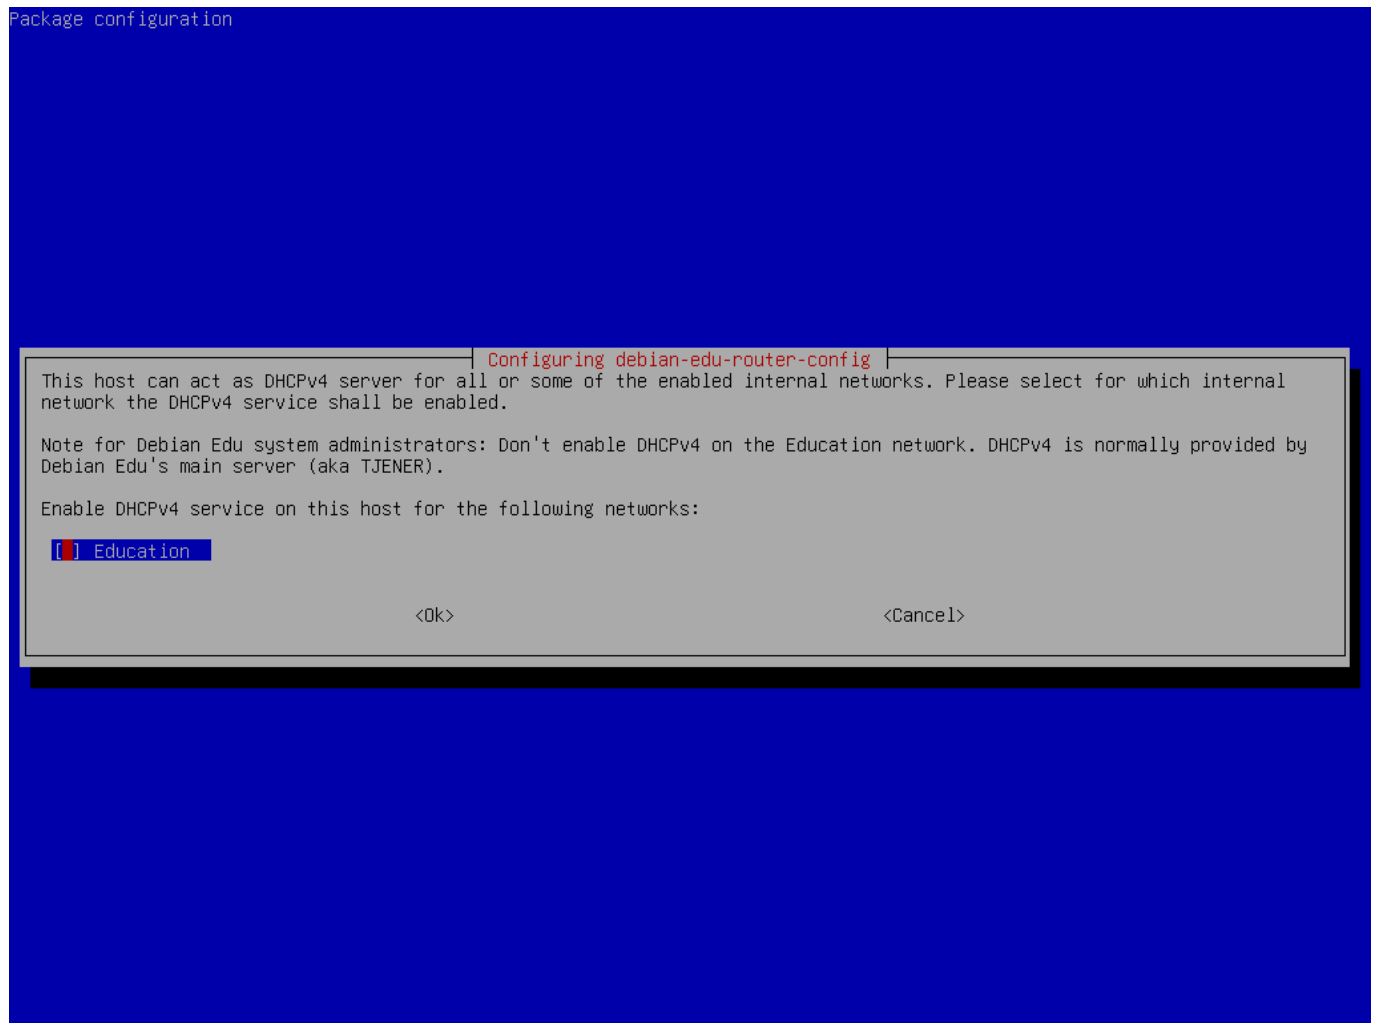 Package configuration
Configuring debian-edu-router-config
This host can act as DHCPv4 server for all or some of the enabled internal networks. Please select for which internal
network the DHCPv4 service shall be enabled.
Note for Debian Edu system administrators: Don't enable DHCPv4 on the Education network. DHCPv4 is normally provided by
Debian Edu's main server (aka TJENER).
Enable DHCPv4 service on this host for the following networks:
[ ] Education
<Ok> <Cancel>